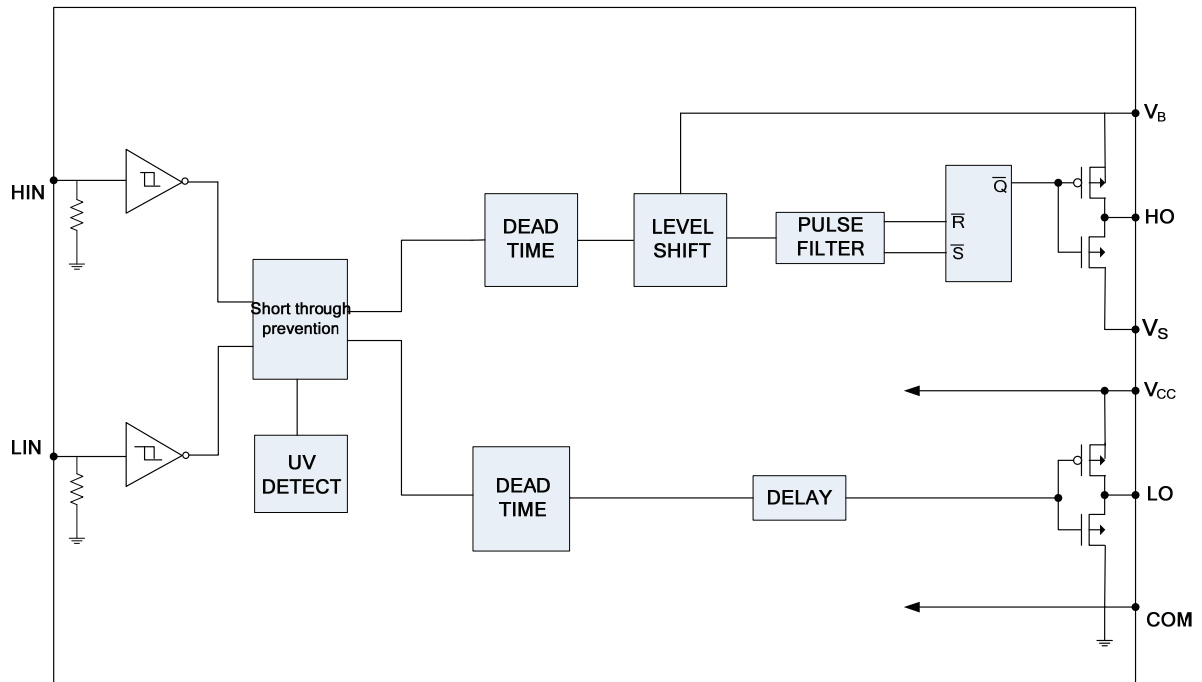 V_B
HIN
DEAD
TIME
LEVEL
SHIFT
PULSE
FILTER
R̅
S̅
Q̅
HO
Short through
prevention
V_S
V_CC
LIN
UV
DETECT
DEAD
TIME
DELAY
LO
COM